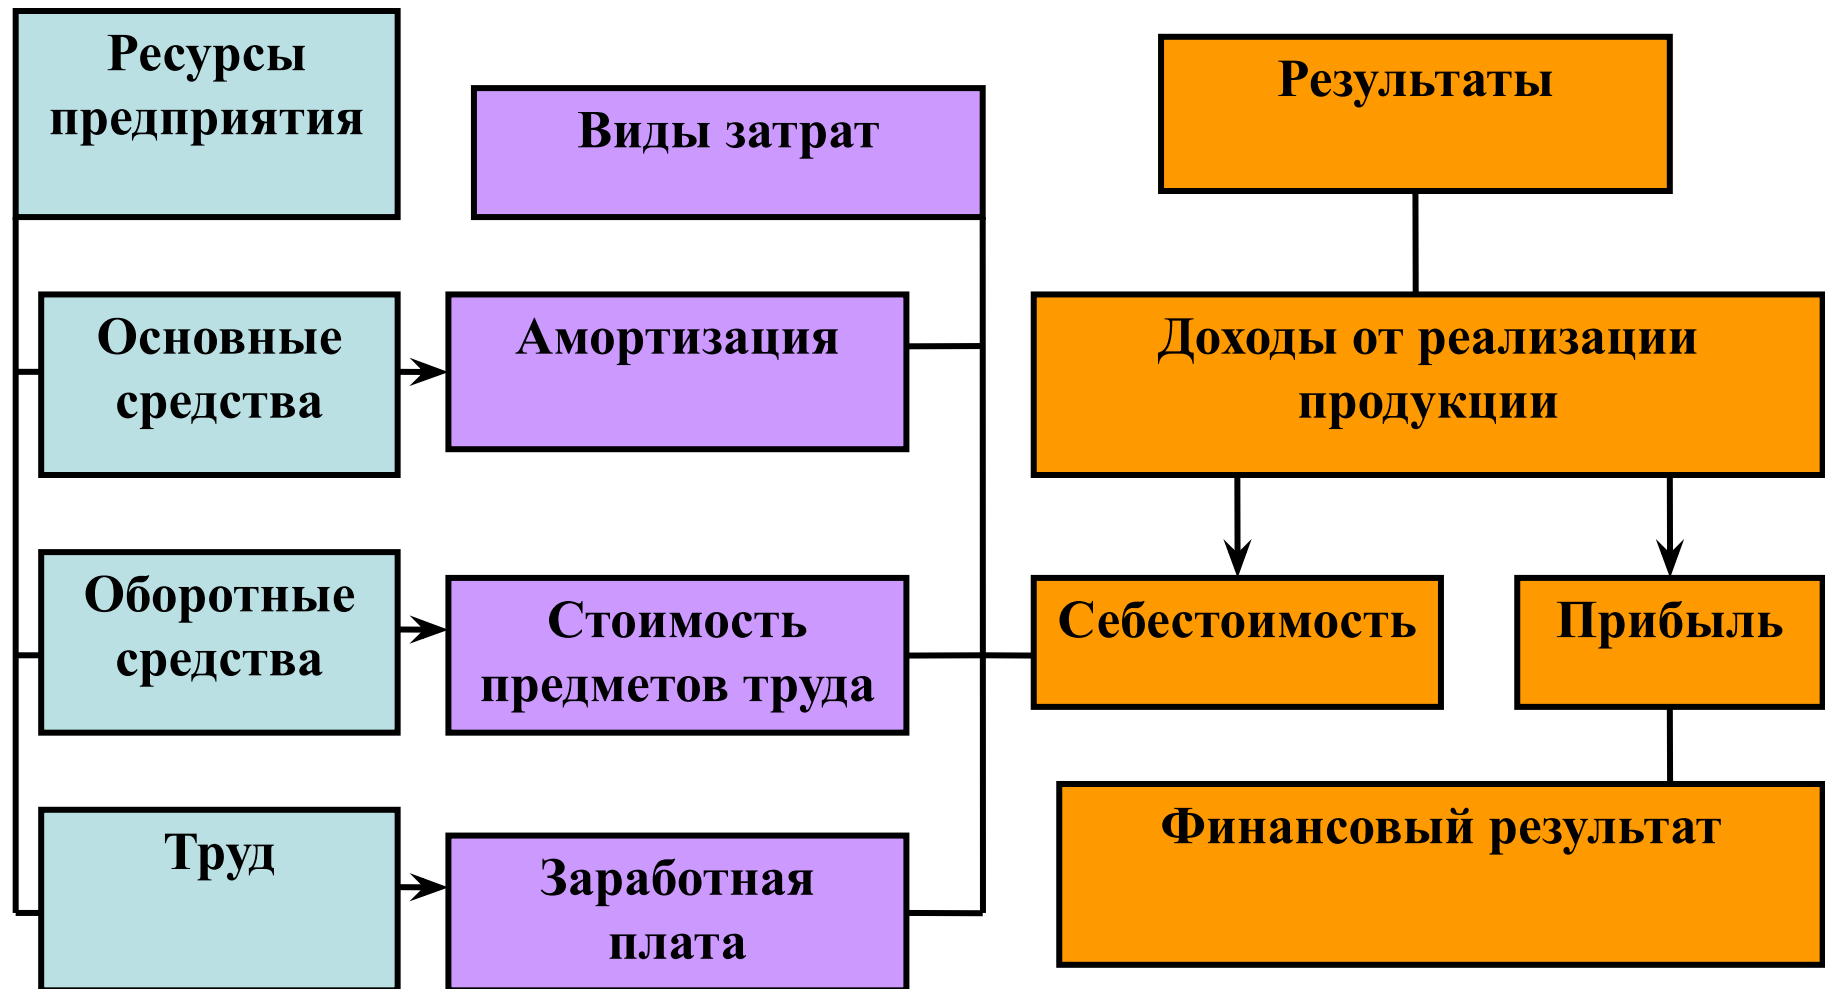 Ресурсы
предприятия
Виды затрат
Результаты
Основные
средства
Амортизация
Доходы от реализации
продукции
Оборотные
средства
Стоимость
предметов труда
Себестоимость
Прибыль
Труд
Заработная
плата
Финансовый результат